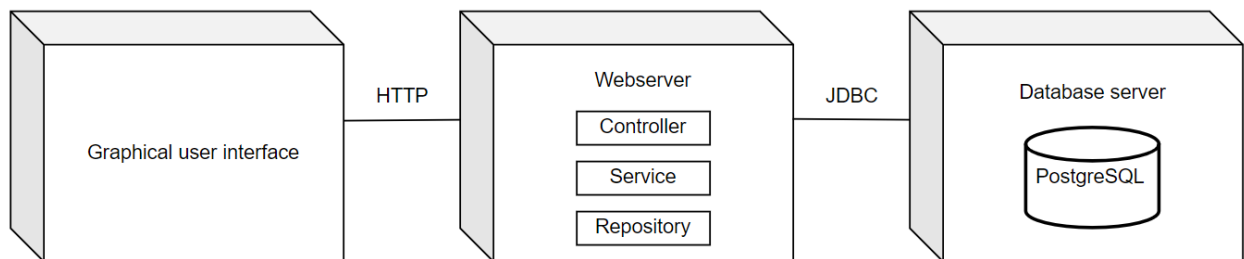 Graphical user interface
HTTP
Webserver
Controller
Service
Repository
JDBC
Database server
PostgreSQL